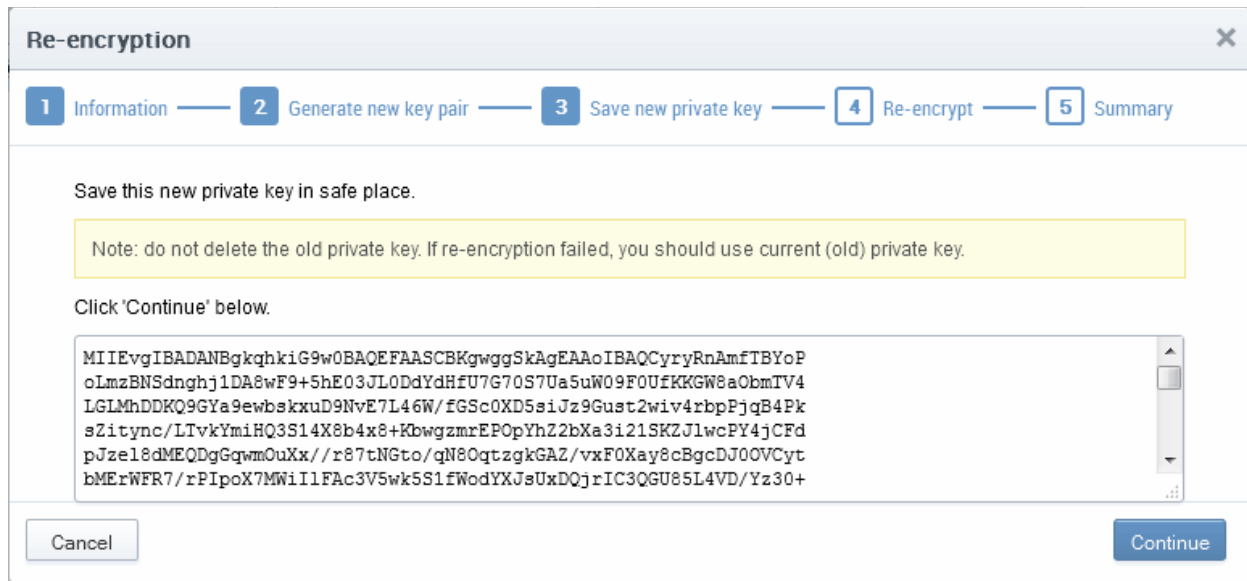 Re-encryption
1 Information 2 Generate new key pair 3 Save new private key 4 Re-encrypt 5 Summary
Save this new private key in safe place.
Note: do not delete the old private key. If re-encryption failed, you should use current (old) private key.
Click 'Continue' below.
MIIEvgIBADANBgkqhkiG9w0BAQEFAASCBKgwggSkAgEAAoIBAQCyryRnAmfTBYoP
oLmzBNSdnghj1DA8wF9+5hE03JL0DdYdHfU7G70S7Ua5uW09F0UfKKGW8aObmTV4
LGLMhDDKQ9GYa9ewbskxuD9NvE7L46W/fGSc0XD5siJz9Gust2wiv4rbpPjqB4Pk
sZitync/LTvkYmiHQ3S14X8b4x8+KbwgzmrEPOpYhZ2bXa3i21SKZJlwcPY4jCFd
pJzel8dMEQDgGqwmOuXx//r87tNGto/qN8OqtzgkGAZ/vxF0Xay8cBgcDJ0OVCyt
bMErWFR7/rPIpoX7MWiIlFAc3V5wk5S1fWodYXJsUxDQjrIC3QGU85L4VD/Yz30+
Cancel Continue